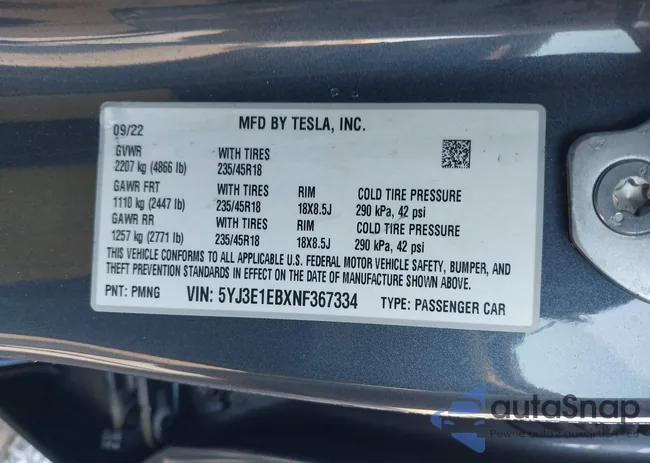 09/22 MFD BY TESLA, INC.
GVWR WITH TIRES
2207 kg (4866 lb) 235/45R18
GAWR FRT WITH TIRES RIM COLD TIRE PRESSURE
1110 kg (2447 lb) 235/45R18 18X8.5J 290 kPa, 42 psi
GAWR RR WITH TIRES RIM COLD TIRE PRESSURE
1257 kg (2771 lb) 235/45R18 18X8.5J 290 kPa, 42 psi
THIS VEHICLE CONFORMS TO ALL APPLICABLE U.S. FEDERAL MOTOR VEHICLE SAFETY, BUMPER, AND
THEFT PREVENTION STANDARDS IN EFFECT ON THE DATE OF MANUFACTURE SHOWN ABOVE.
PNT: PMNG VIN: 5YJ3E1EBXNF367334 TYPE: PASSENGER CAR
autoSnap